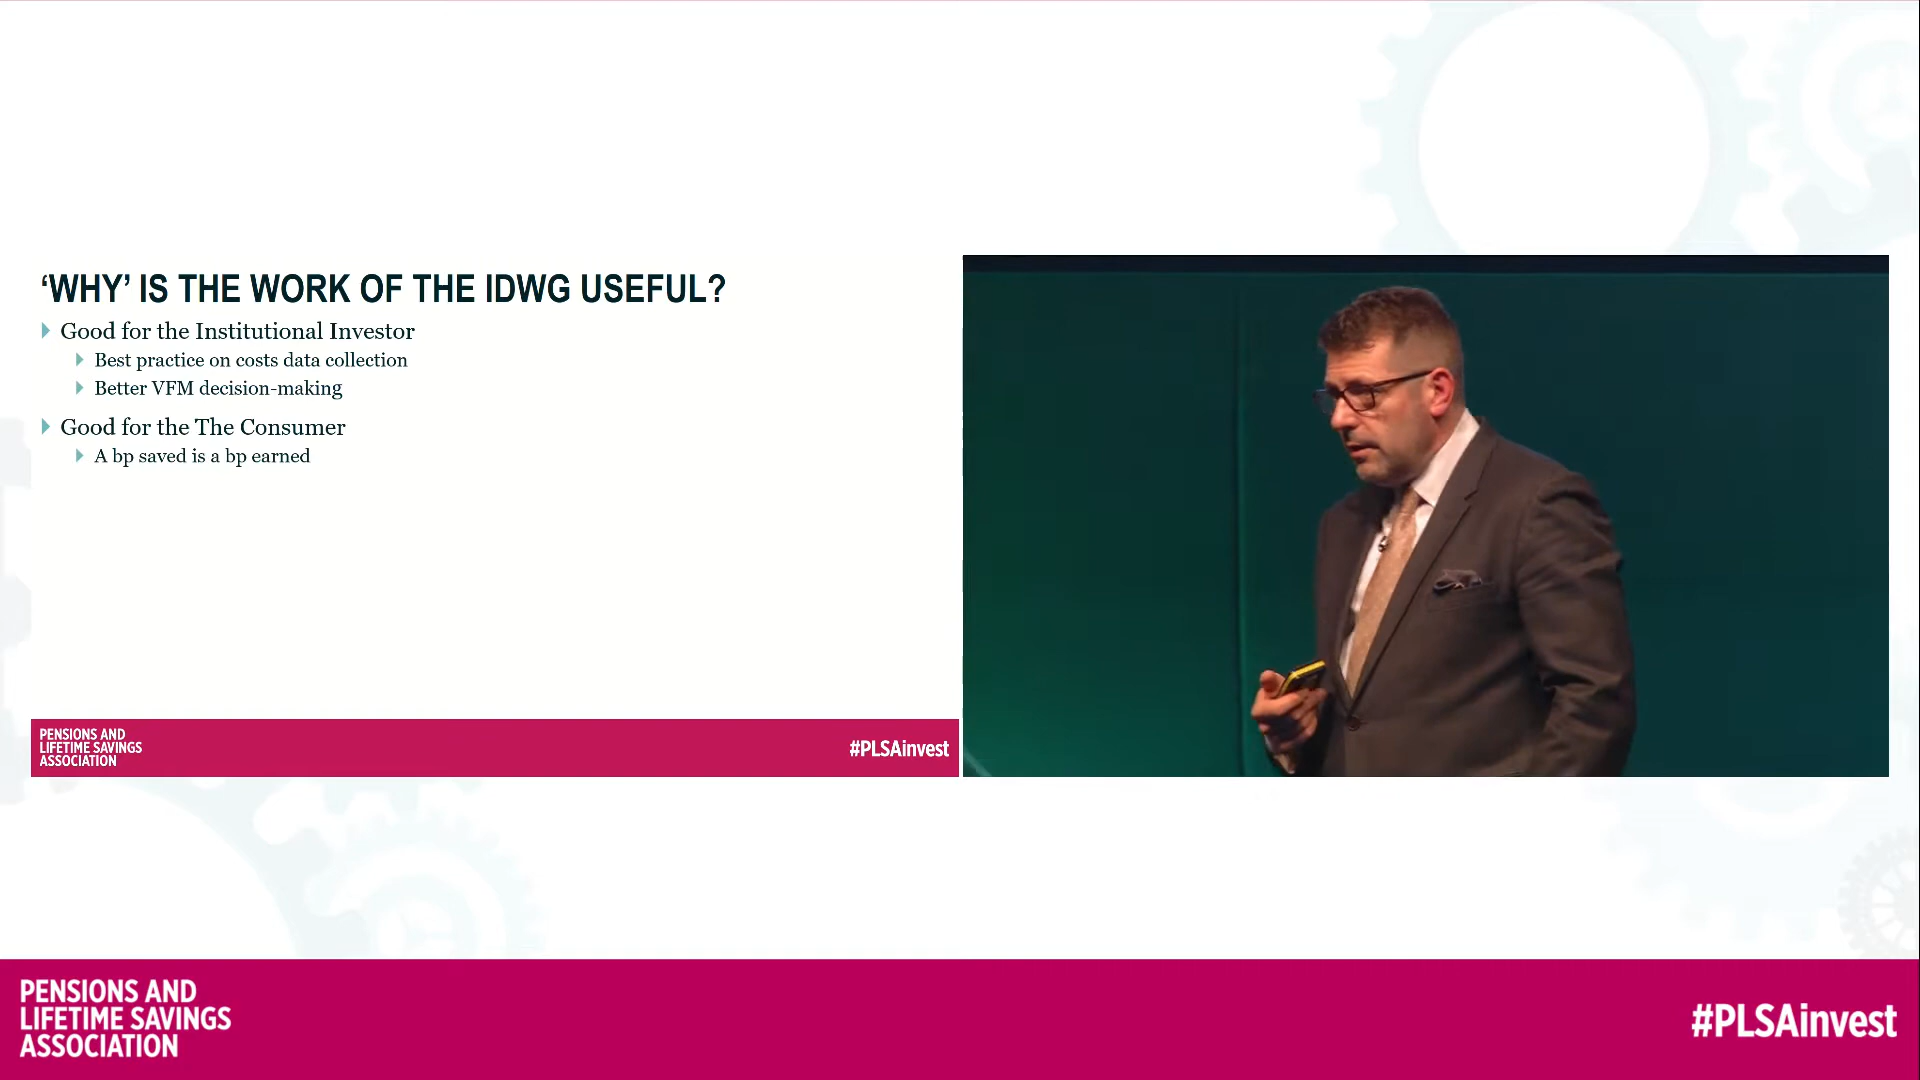 ‘WHY’ IS THE WORK OF THE IDWG USEFUL?
Good for the Institutional Investor
Best practice on costs data collection
Better VFM decision-making
Good for the The Consumer
A bp saved is a bp earned
PENSIONS AND
LIFETIME SAVINGS
ASSOCIATION
#PLSAinvest
PENSIONS AND
LIFETIME SAVINGS
ASSOCIATION
#PLSAinvest